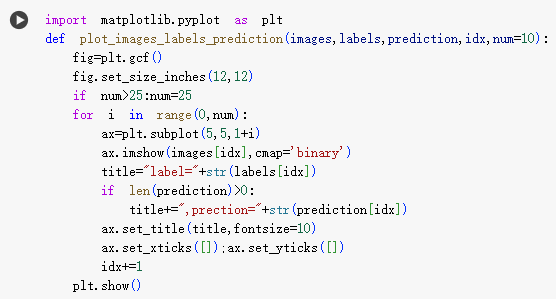 import matplotlib.pyplot as plt
def plot_images_labels_prediction(images,labels,prediction,idx,num=10):
    fig=plt.gcf()
    fig.set_size_inches(12,12)
    if num>25:num=25
    for i in range(0,num):
        ax=plt.subplot(5,5,1+i)
        ax.imshow(images[idx],cmap='binary')
        title="label="+str(labels[idx])
        if len(prediction)>0:
            title+=",prection="+str(prediction[idx])
        ax.set_title(title,fontsize=10)
        ax.set_xticks([]);ax.set_yticks([])
        idx+=1
    plt.show()